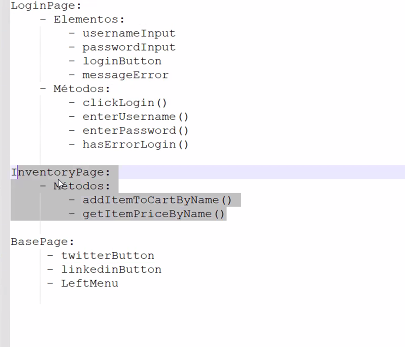 LoginPage:
- Elementos:
- usernameInput
- passwordInput
- loginButton
- messageError
- Métodos:
- clickLogin()
- enterUsername()
- enterPassword()
- hasErrorLogin()
InventoryPage:
- Métodos:
- addItemToCartByName()
- getItemPriceByName()
BasePage:
- twitterButton
- linkedinButton
- LeftMenu